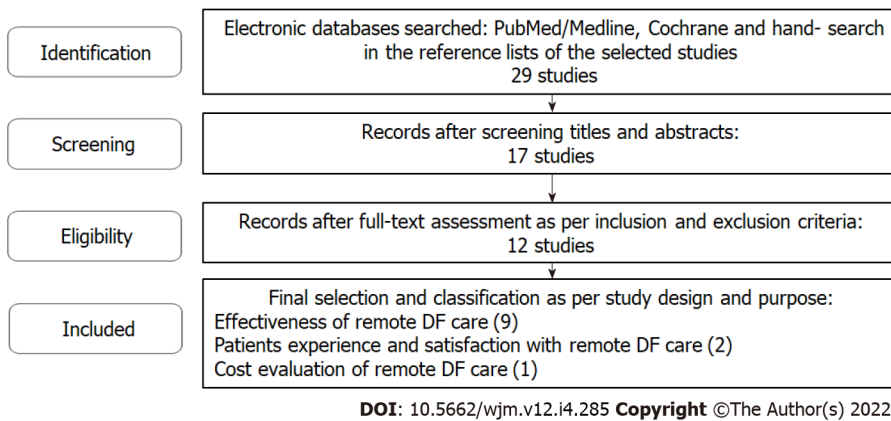 Identification
Electronic databases searched: PubMed/Medline, Cochrane and hand- search
in the reference lists of the selected studies
29 studies
Screening
Records after screening titles and abstracts:
17 studies
Eligibility
Records after full-text assessment as per inclusion and exclusion criteria:
12 studies
Included
Final selection and classification as per study design and purpose:
Effectiveness of remote DF care (9)
Patients experience and satisfaction with remote DF care (2)
Cost evaluation of remote DF care (1)
DOI: 10.5662/wjm.v12.i4.285 Copyright ©The Author(s) 2022